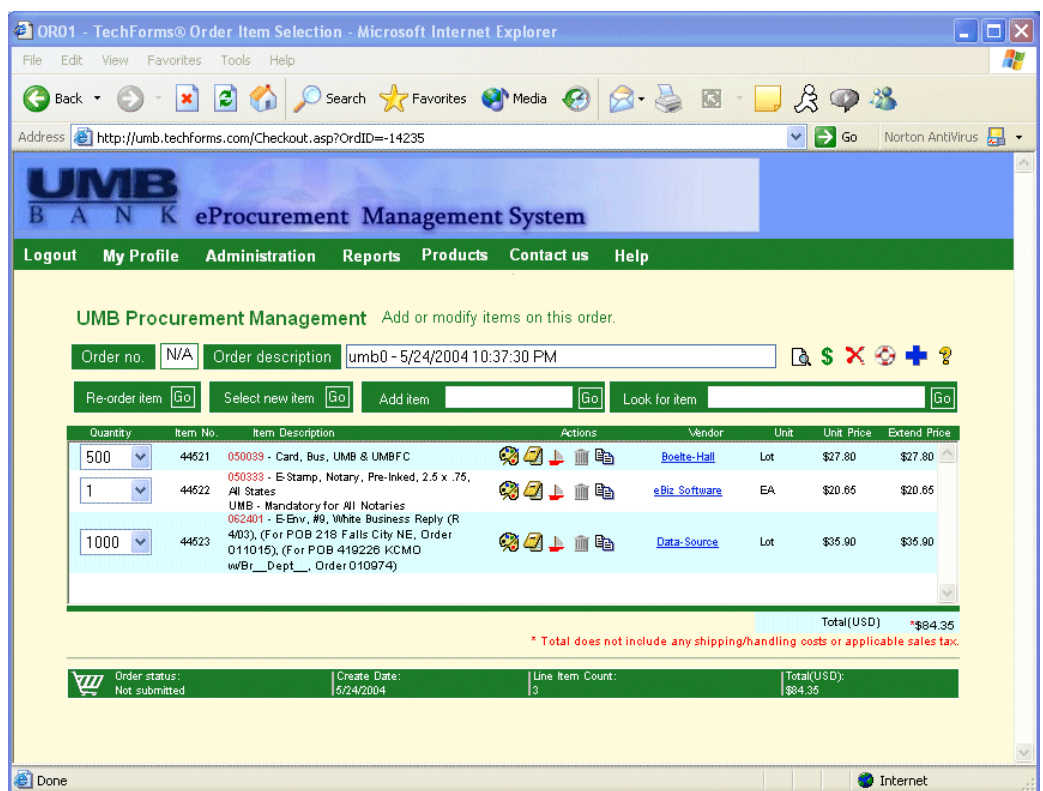 OR01 - TechForms® Order Item Selection - Microsoft Internet Explorer
File Edit View Favorites Tools Help
Back Search Favorites Media
Address http://umb.techforms.com/Checkout.asp?OrdID=-14235 Go Norton AntiVirus
UMB
BANK eProcurement Management System
Logout My Profile Administration Reports Products Contact us Help
UMB Procurement Management Add or modify items on this order.
Order no. N/A Order description umb0 - 5/24/2004 10:37:30 PM
Re-order item Go Select new item Go Add item Go Look for item Go
Quantity Item No. Item Description Actions Vendor Unit Unit Price Extend Price
500 44521 050039 - Card, Bus, UMB & UMBFC Boelte-Hall Lot $27.80 $27.80
050333 - E-Stamp, Notary, Pre-Inked, 2.5 x .75,
1 44522 All States eBiz Software EA $20.65 $20.65
UMB - Mandatory for All Notaries
062401 - E-Env, #9, White Business Reply (R
4/03), (For POB 218 Falls City NE, Order
1000 44523 011015), (For POB 419226 KCMO Data-Source Lot $35.90 $35.90
w/Br__Dept__, Order 010974)
Total(USD) *$84.35
* Total does not include any shipping/handling costs or applicable sales tax.
Order status: Create Date: Line Item Count: Total(USD):
Not submitted 5/24/2004 3 $84.35
Done Internet